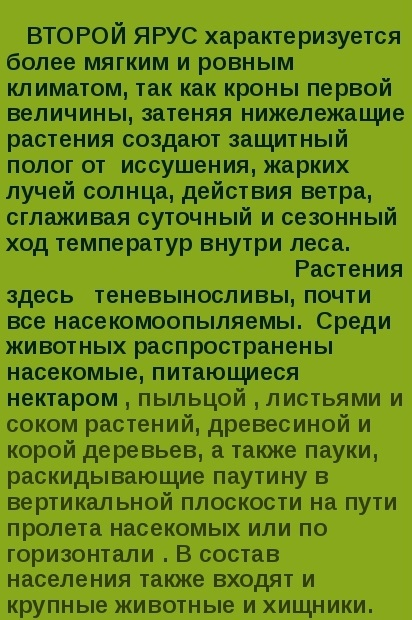 ВТОРОЙ ЯРУС характеризуется
более мягким и ровным
климатом, так как кроны первой
величины, затеняя нижележащие
растения создают защитный
полог от иссушения, жарких
лучей солнца, действия ветра,
сглаживая суточный и сезонный
ход температур внутри леса.
Растения
здесь теневыносливы, почти
все насекомоопыляемы. Среди
животных распространены
насекомые, питающиеся
нектаром , пыльцой , листьями и
соком растений, древесиной и
корой деревьев, а также пауки,
раскидывающие паутину в
вертикальной плоскости на пути
пролета насекомых или по
горизонтали . В состав
населения также входят и
крупные животные и хищники.